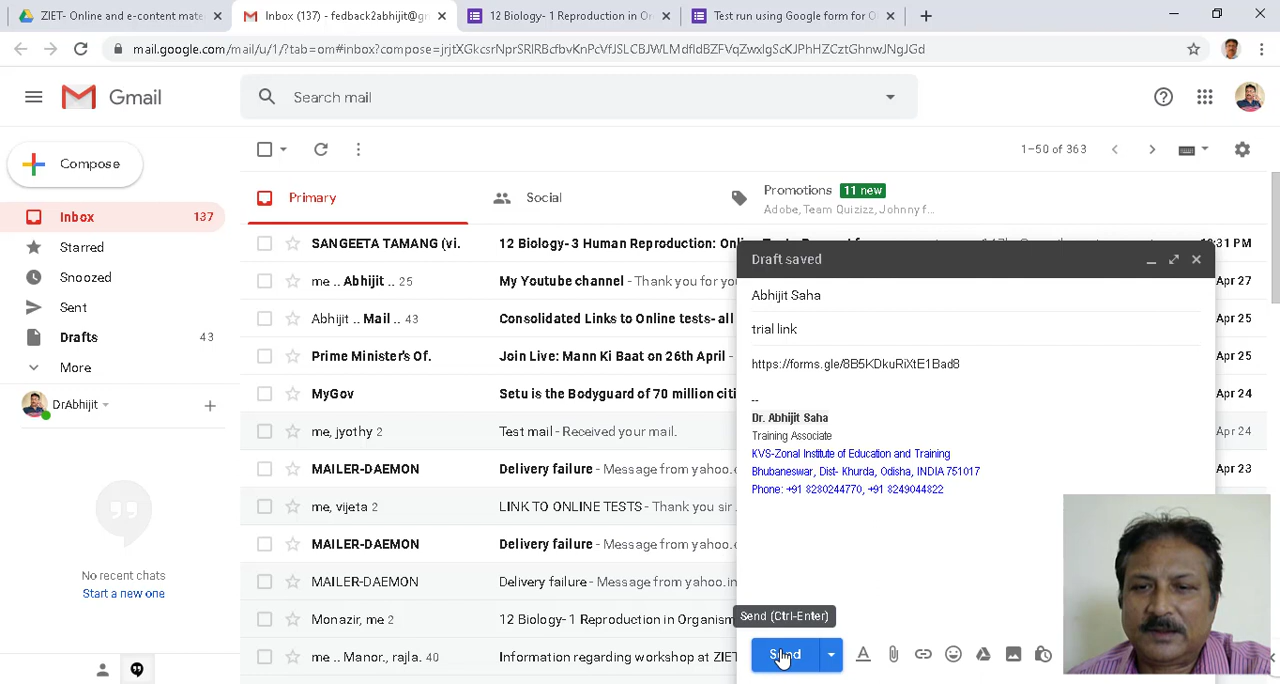 ZIET- Online and e-content mate
Inbox (137) - fedback2abhijit@g
12 Biology- 1 Reproduction in Or
Test run using Google form for O
mail.google.com/mail/u/1/?tab=om#inbox?compose=
Gmail
Search mail
Compose
1–50 of 363
Primary
Social
Promotions 11 new
Adobe, Team Quizizz, Johnny f...
Inbox 137
Starred
Snoozed
Sent
Drafts 43
More
DrAbhijit
No recent chats
Start a new one
SANGEETA TAMANG (vi. 12 Biology-3 Human Reproduction: 31 PM
me .. Abhijit .. 25 My Youtube channel - Thank you for yo Apr 27
Abhijit .. Mail .. 43 Consolidated Links to Online tests-all Apr 25
Prime Minister's Of. Join Live: Mann Ki Baat on 26th April - Apr 25
MyGov Setu is the Bodyguard of 70 million citi Apr 24
me, jyothy 2 Test mail - Received your mail. Apr 24
MAILER-DAEMON Delivery failure - Message from yahoo. Apr 23
me, vijeta 2 LINK TO ONLINE TESTS - Thank you sir
MAILER-DAEMON Delivery failure - Message from yahoo.
MAILER-DAEMON Delivery failure - Message from yahoo.in
Monazir, me 2 12 Biology- 1 Reproduction in Organism
me .. Manor., rajla. 40 Information regarding workshop at ZIET
Draft saved
Abhijit Saha
trial link
https://forms.gle/8B5KDkuRiXtE1Bad8
--
Dr. Abhijit Saha
Training Associate
KVS-Zonal Institute of Education and Training
Bhubaneswar, Dist- Khurda, Odisha, INDIA 751017
Phone: +91 8280244770, +91 8249044822
Send (Ctrl-Enter)
Send